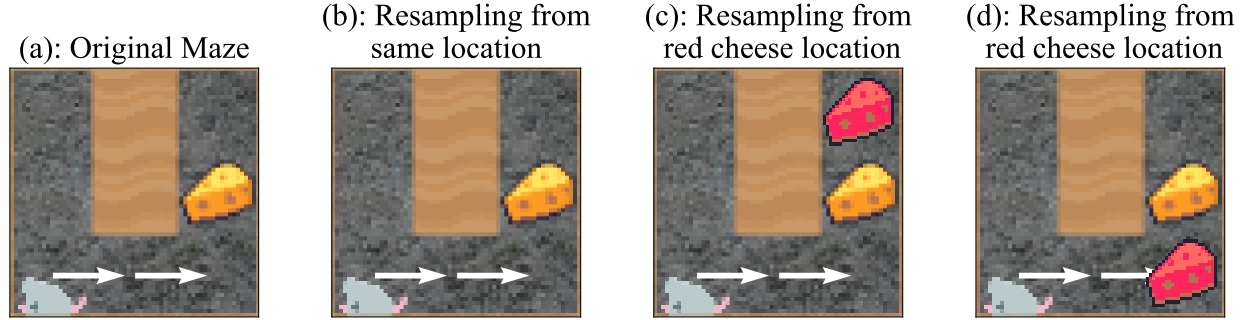 (a): Original Maze
(b): Resampling from
same location
(c): Resampling from
red cheese location
(d): Resampling from
red cheese location